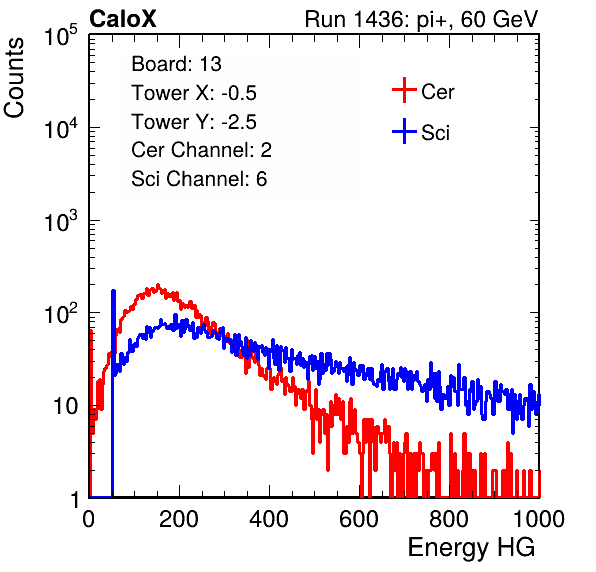 CaloX Run 1436: pi+, 60 GeV
Counts
Board: 13
Tower X: -0.5
Tower Y: -2.5
Cer Channel: 2
Sci Channel: 6
Cer
Sci
10^5
10^4
10^3
10^2
10
1
0 200 400 600 800 1000
Energy HG